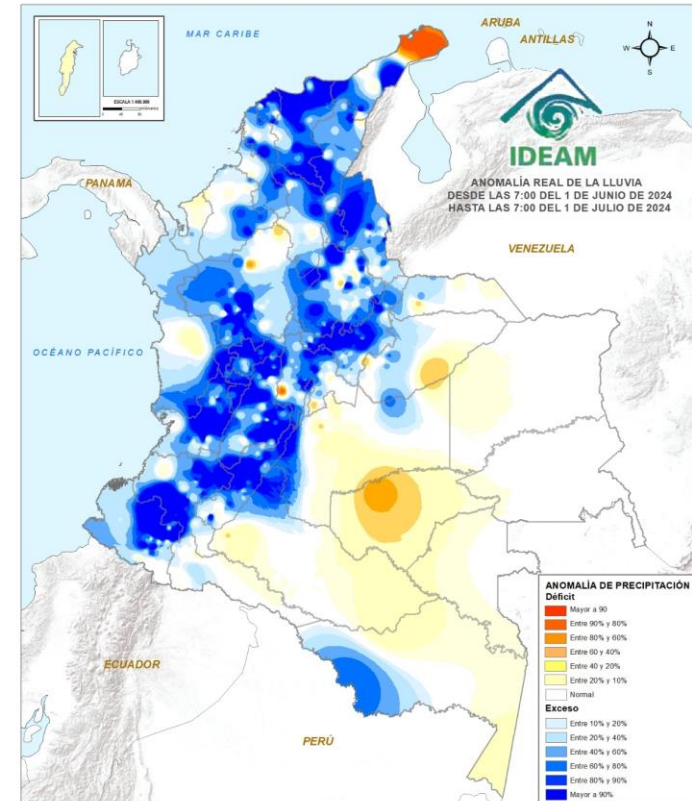 MAR CARIBE
ARUBA
ANTILLAS
N
W
E
S
ESCALA 1:400.000
IDEAM
ANOMALÍA REAL DE LA LLUVIA
DESDE LAS 7:00 DEL 1 DE JUNIO DE 2024
HASTA LAS 7:00 DEL 1 DE JULIO DE 2024
PANAMA
VENEZUELA
OCÉANO PACÍFICO
ECUADOR
PERÚ
ANOMALÍA DE PRECIPITACIÓN
Déficit
Mayor a 90
Entre 90% y 80%
Entre 80% y 60%
Entre 60 y 40%
Entre 40 y 20%
Entre 20% y 10%
Normal
Exceso
Entre 10% y 20%
Entre 20% y 40%
Entre 40% y 60%
Entre 60% y 80%
Entre 80% y 90%
Mayor a 90%